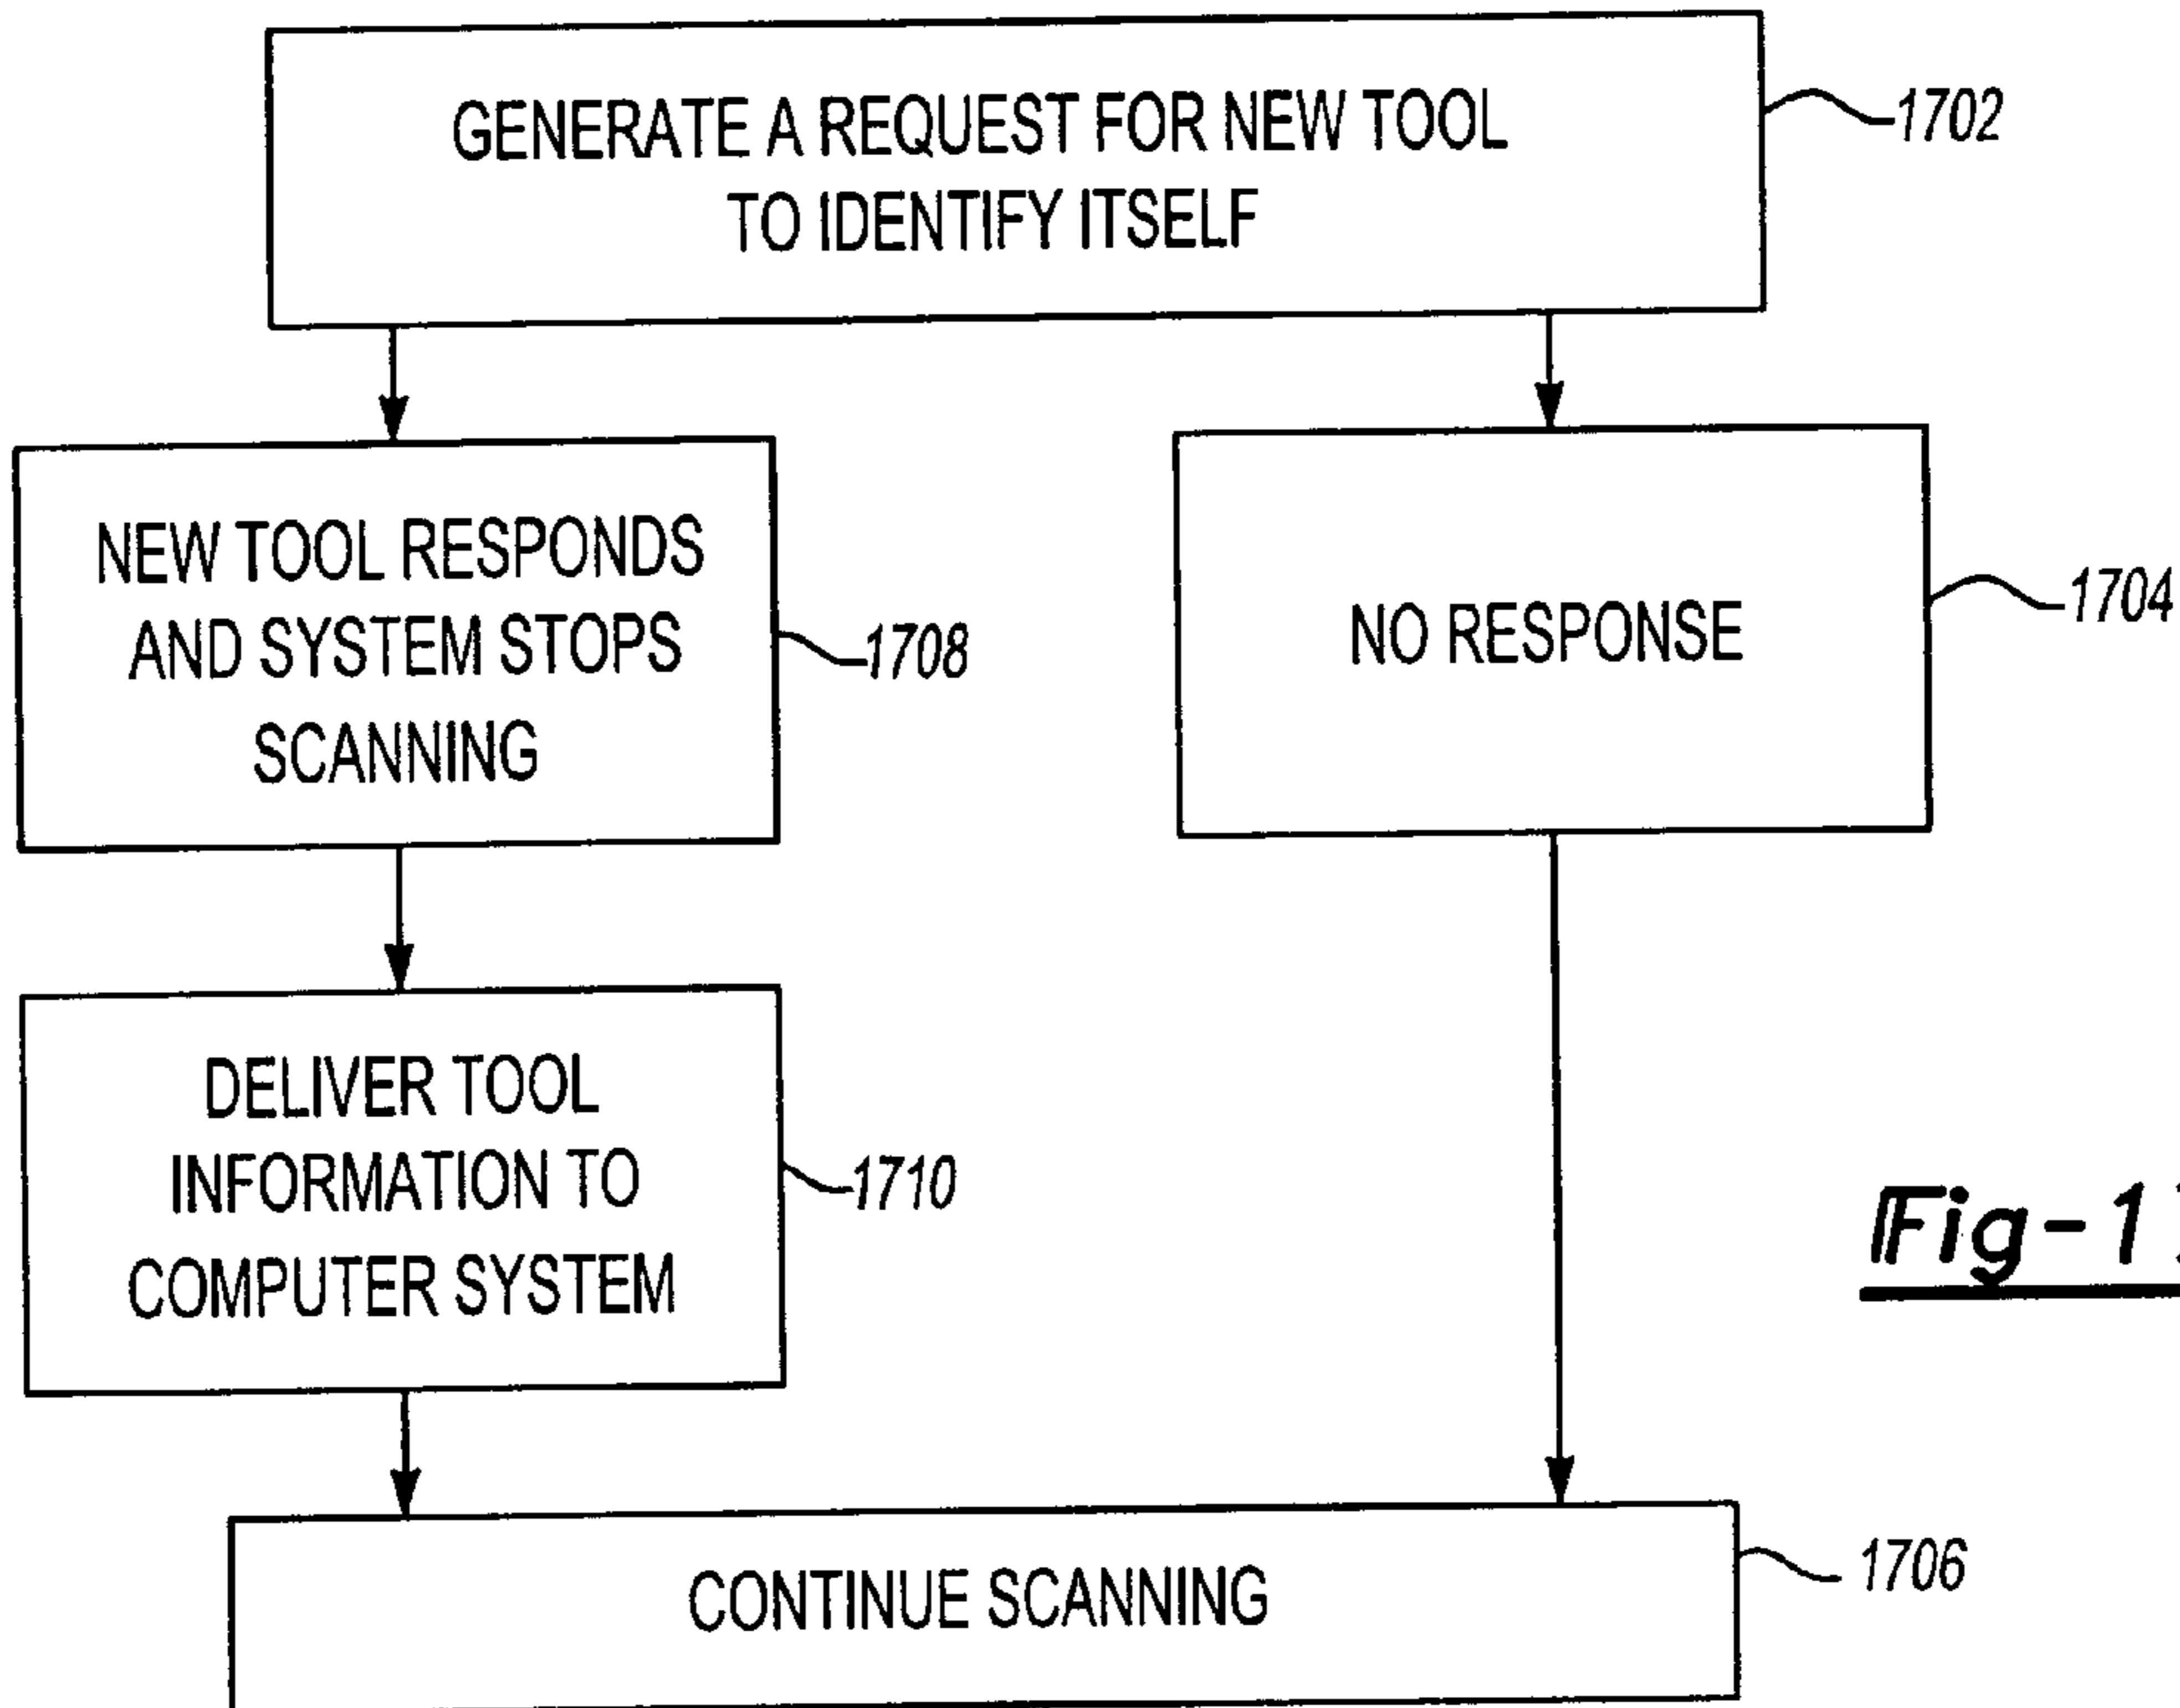 GENERATE A REQUEST FOR NEW TOOL
TO IDENTIFY ITSELF
1702
NEW TOOL RESPONDS
AND SYSTEM STOPS
SCANNING
1708
NO RESPONSE
1704
DELIVER TOOL
INFORMATION TO
COMPUTER SYSTEM
1710
CONTINUE SCANNING
1706